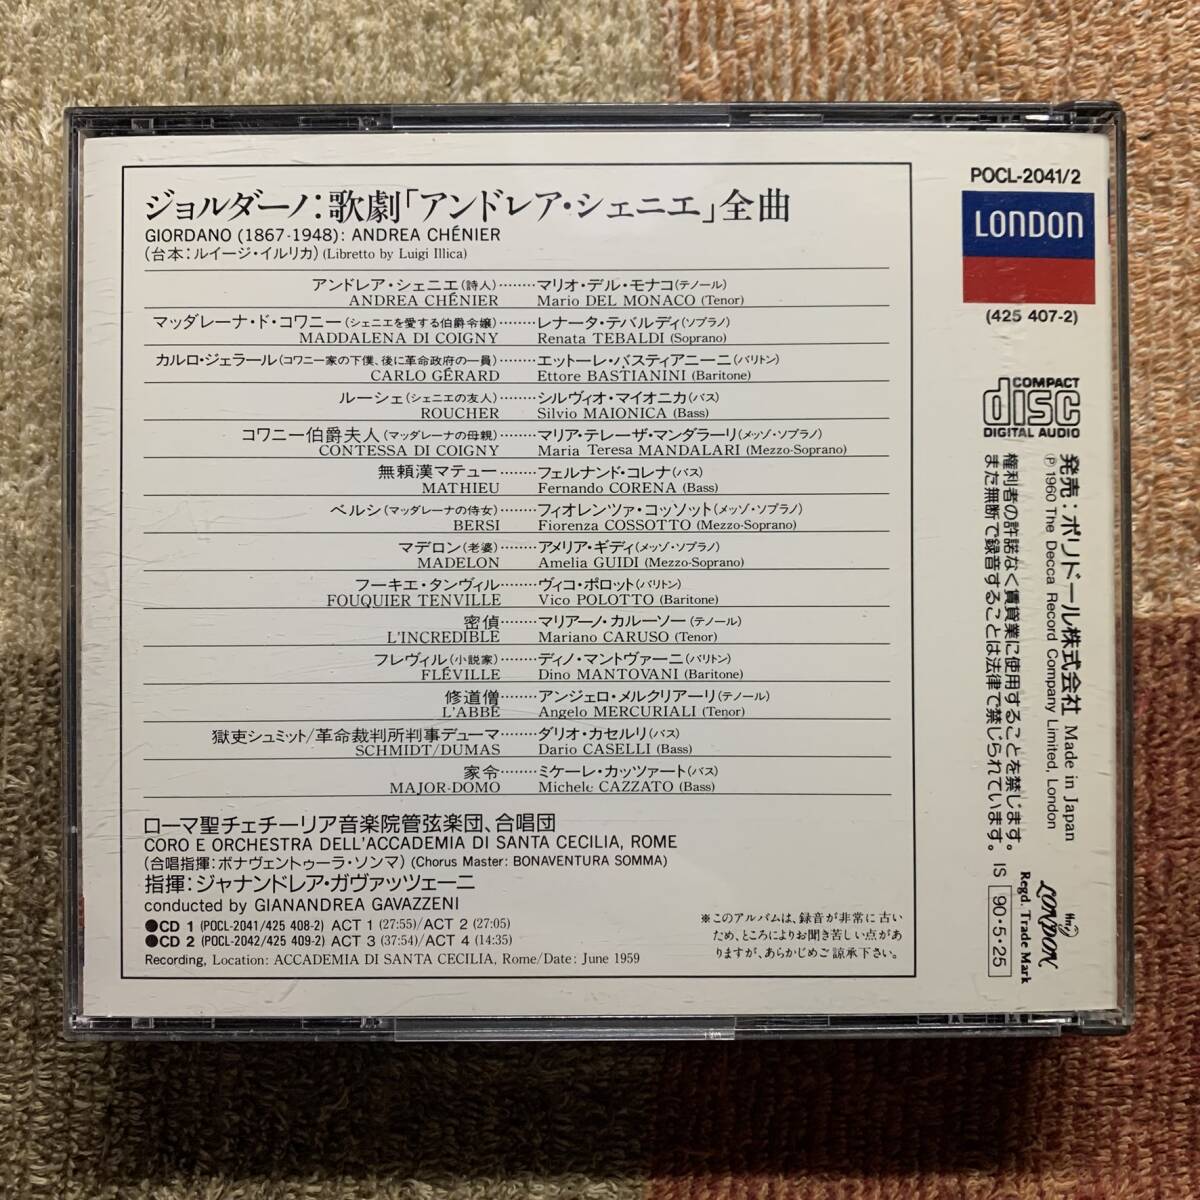 ジョルダーノ:歌劇「アンドレア・シェニエ」全曲
GIORDANO (1867-1948): ANDREA CHÉNIER
(台本:ルイージ・イルリカ) (Libretto by Luigi Illica)
アンドレア・シェニエ(詩人)········マリオ・デル・モナコ(テノール)
ANDREA CHÉNIER Mario DEL MONACO (Tenor)
マッダレーナ・ド・コワニー(シェニエを愛する伯爵令嬢)········レナータ・テバルディ(ソプラノ)
MADDALENA DI COIGNY Renata TEBALDI (Soprano)
カルロ・ジェラール(コワニー家の下僕、後に革命政府の一員)········エットーレ・バスティアニーニ(バリトン)
CARLO GÉRARD Ettore BASTIANINI (Baritone)
ルーシェ(シェニエの友人)········シルヴィオ・マイオニカ(バス)
ROUCHER Silvio MAIONICA (Bass)
コワニー伯爵夫人(マッダレーナの母親)········マリア・テレーザ・マンダラーリ(メッゾ・ソプラノ)
CONTESSA DI COIGNY Maria Teresa MANDALARI (Mezzo-Soprano)
無頼漢マテュー········フェルナンド・コレナ(バス)
MATHIEU Fernando CORENA (Bass)
ベルシ(マッダレーナの侍女)········フィオレンツァ・コッソット(メッゾ・ソプラノ)
BERSI Fiorenza COSSOTTO (Mezzo-Soprano)
マデロン(老婆)········アメリア・ギディ(メッゾ・ソプラノ)
MADELON Amelia GUIDI (Mezzo-Soprano)
フーキエ・タンヴィル········ヴィコ・ポロット(バリトン)
FOUQUIER TENVILLE Vico POLOTTO (Baritone)
密偵········マリアーノ・カルーソー(テノール)
L'INCREDIBLE Mariano CARUSO (Tenor)
フレヴィル(小説家)········ディノ・マントヴァーニ(バリトン)
FLÉVILLE Dino MANTOVANI (Baritone)
修道僧········アンジェロ・メルクリアーリ(テノール)
L'ABBÉ Angelo MERCURIALI (Tenor)
獄吏シュミット/革命裁判所判事デューマ········ダリオ・カセルリ(バス)
SCHMIDT/DUMAS Dario CASELLI (Bass)
家令········ミケーレ・カッツァート(バス)
MAJOR-DOMO Michele CAZZATO (Bass)
ローマ聖チェチーリア音楽院管弦楽団、合唱団
CORO E ORCHESTRA DELL'ACCADEMIA DI SANTA CECILIA, ROME
(合唱指揮:ボナヴェントゥーラ・ソンマ) (Chorus Master: BONAVENTURA SOMMA)
指揮:ジャナンドレア・ガヴァッツェーニ
conducted by GIANANDREA GAVAZZENI
●CD 1 (POCL-2041/425 408-2) ACT 1 (27:55)/ACT 2 (27:05)
●CD 2 (POCL-2042/425 409-2) ACT 3 (37:54)/ACT 4 (14:35)
Recording, Location: ACCADEMIA DI SANTA CECILIA, Rome/Date: June 1959
※このアルバムは、録音が非常に古い
ため、ところによりお聞き苦しい点があ
りますが、あらかじめご諒承下さい。
POCL-2041/2
LONDON
(425 407-2)
COMPACT
disc
DIGITAL AUDIO
発売:ポリドール株式会社 Made in Japan
Ⓟ 1960 The Decca Record Company Limited, London
権利者の許諾なく賃貸業に使用することを禁じます。
また無断で録音することは法律で禁じられています。
IS 90・5・25
ffrr LONDON
Regd. Trade Mark